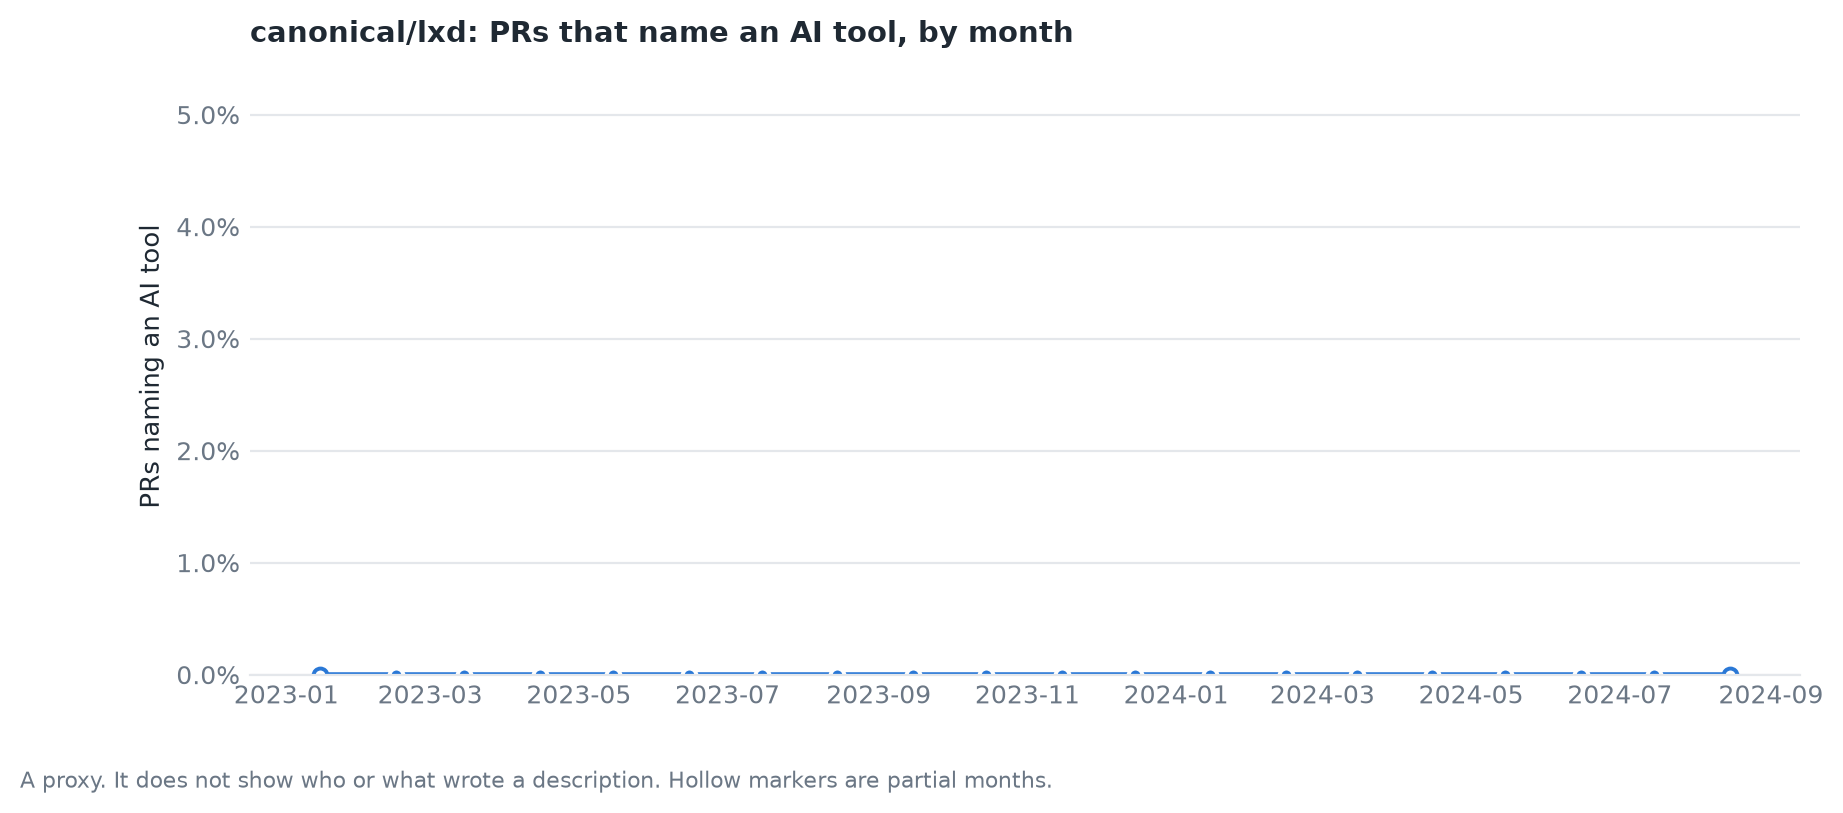 canonical/lxd: PRs that name an AI tool, by month
PRs naming an AI tool
5.0%
4.0%
3.0%
2.0%
1.0%
0.0%
2023-01 2023-03 2023-05 2023-07 2023-09 2023-11 2024-01 2024-03 2024-05 2024-07 2024-09
A proxy. It does not show who or what wrote a description. Hollow markers are partial months.